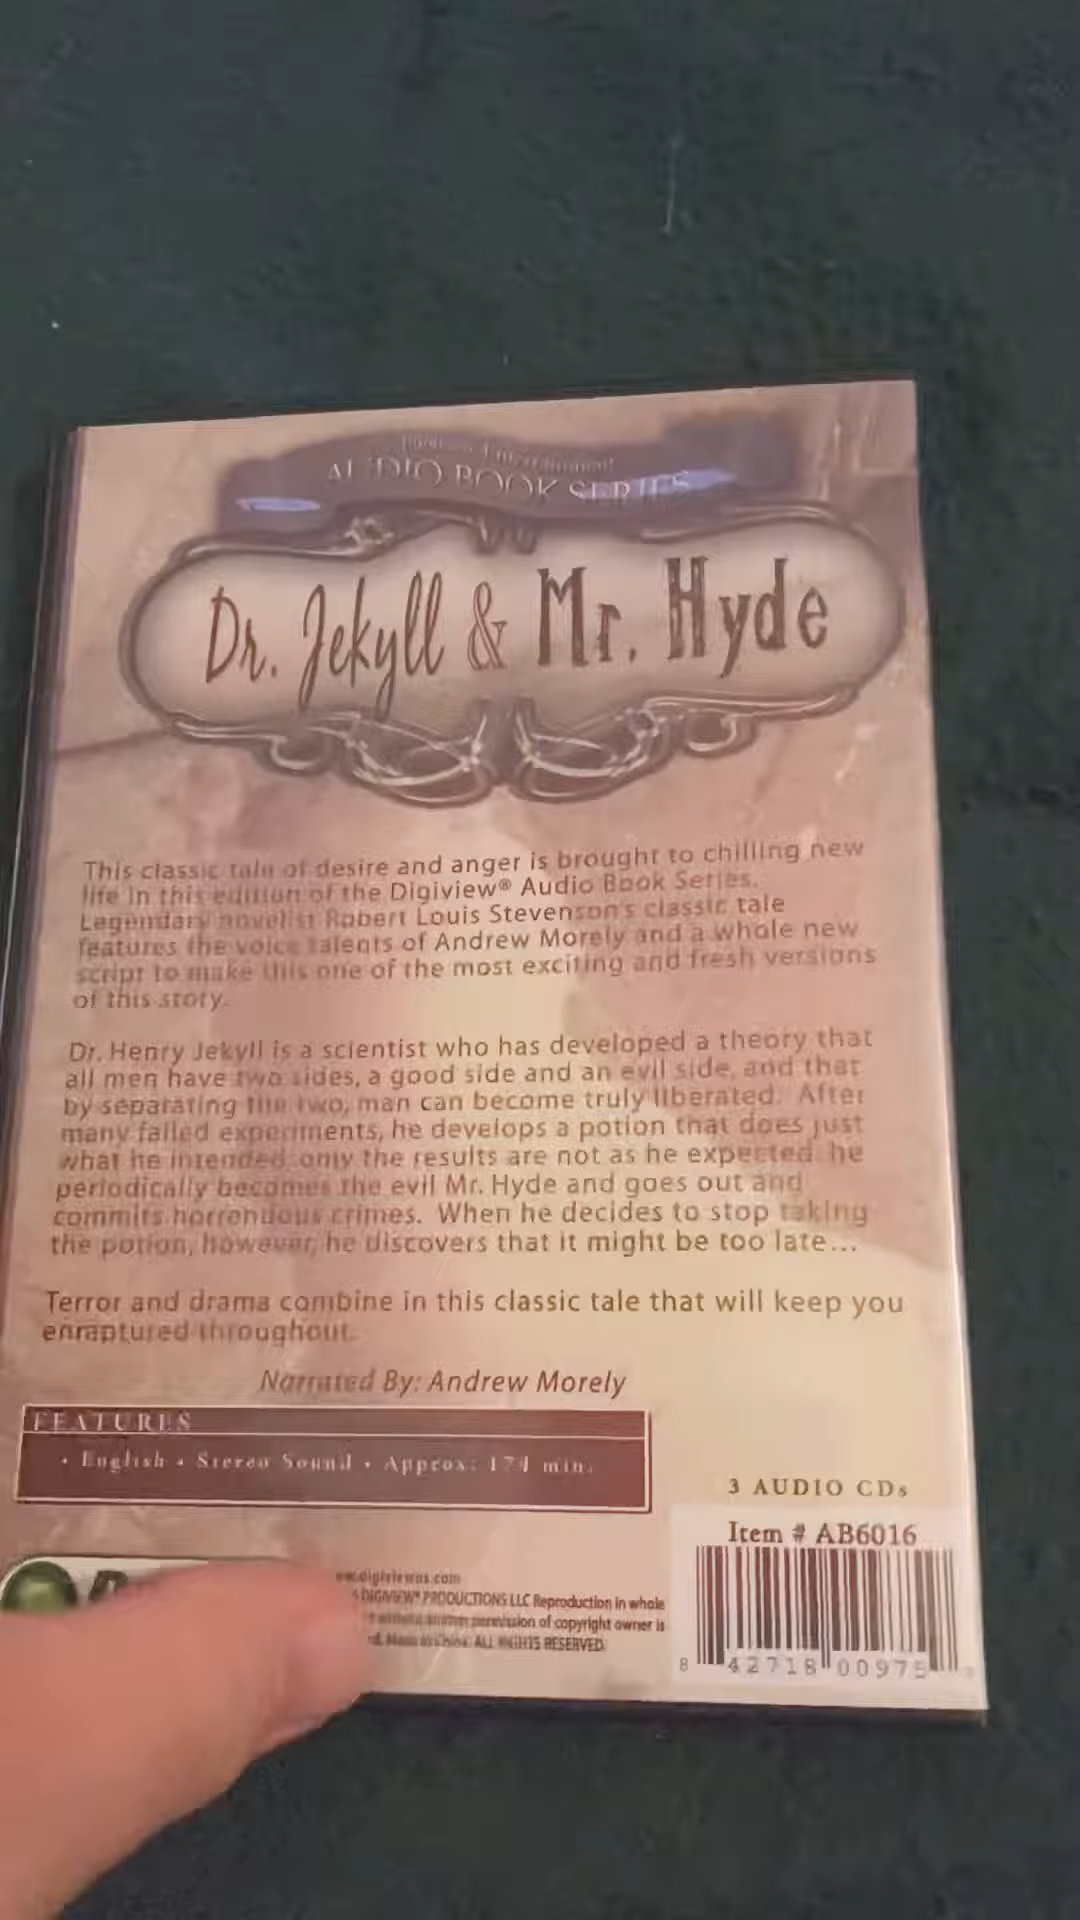 AUDIO BOOK SERIES
Dr. Jekyll & Mr. Hyde
This classic tale of desire and anger is brought to chilling new
life in this edition of the Digiview® Audio Book Series.
Legendary novelist Robert Louis Stevenson's classic tale
features the voice talents of Andrew Morely and a whole new
script to make this one of the most exciting and fresh versions
of this story.
Dr. Henry Jekyll is a scientist who has developed a theory that
all men have two sides, a good side and an evil side, and that
by separating the two, man can become truly liberated. After
many failed experiments, he develops a potion that does just
what he intended, only the results are not as he expected: he
periodically becomes the evil Mr. Hyde and goes out and
commits horrendous crimes. When he decides to stop taking
the potion, however, he discovers that it might be too late...
Terror and drama combine in this classic tale that will keep you
enraptured throughout.
Narrated By: Andrew Morely
FEATURES
• English • Stereo Sound • Approx: 174 min.
3 AUDIO CDs
Item # AB6016
DIGIVIEW® PRODUCTIONS LLC Reproduction in whole
permission of copyright owner is
Made in China. ALL RIGHTS RESERVED.
8 42718 00975